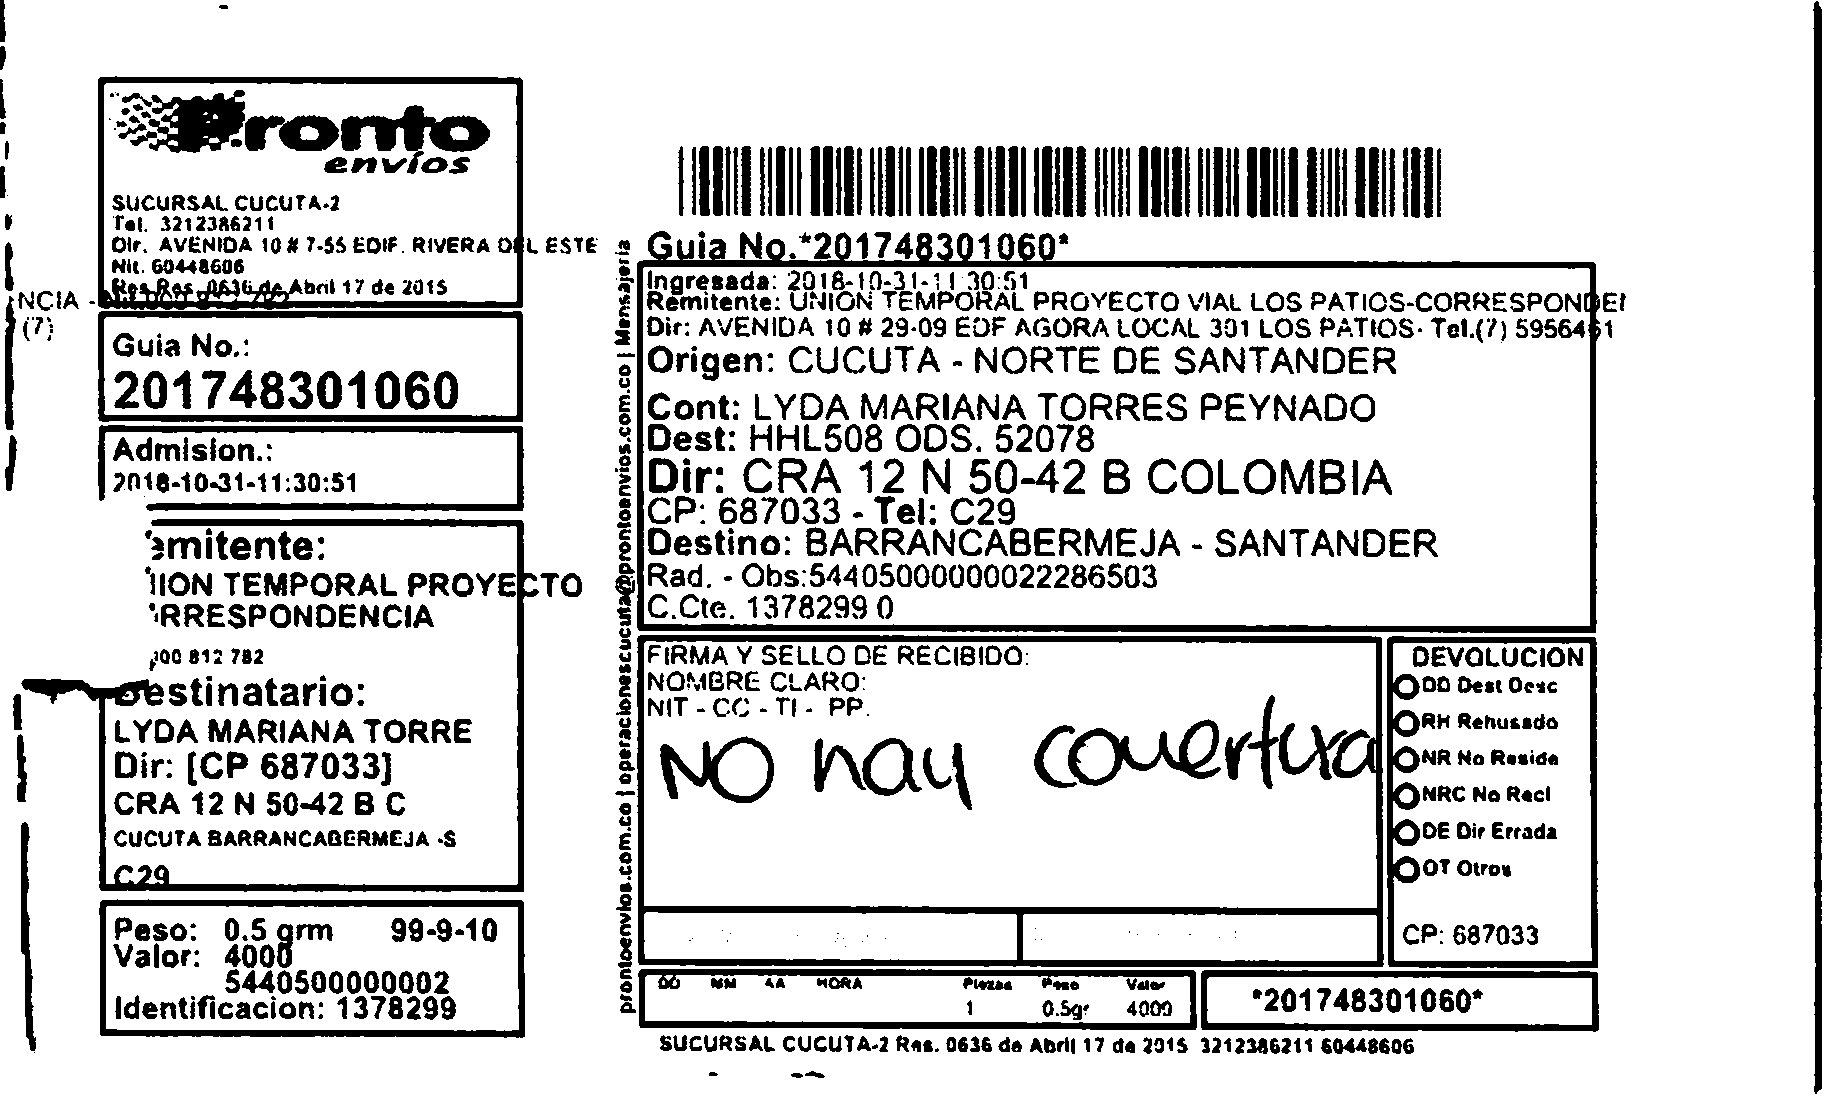 Pronto
envíos
SUCURSAL CUCUTA-2
Tel. 3212386211
Dir. AVENIDA 10 # 7-55 EDIF. RIVERA DEL ESTE
Nit. 60448606
Res.Res. 0636 de Abril 17 de 2015
NCIA -
(7)
Guia No.:
201748301060
Admision.:
2018-10-31-11:30:51
emitente:
IION TEMPORAL PROYECTO
RRESPONDENCIA
00 812 782
Destinatario:
LYDA MARIANA TORRE
Dir: [CP 687033]
CRA 12 N 50-42 B C
CUCUTA BARRANCABERMEJA -S
C29
Peso: 0.5 grm 99-9-10
Valor: 4000
5440500000002
Identificacion: 1378299
prontoenvios.com.co | operacionescucuta@prontoenvios.com.co | Mensajeria
Guia No.*201748301060*
Ingresada: 2018-10-31-11:30:51
Remitente: UNION TEMPORAL PROYECTO VIAL LOS PATIOS-CORRESPONDEI
Dir: AVENIDA 10 # 29-09 EDF AGORA LOCAL 301 LOS PATIOS- Tel.(7) 5956461
Origen: CUCUTA - NORTE DE SANTANDER
Cont: LYDA MARIANA TORRES PEYNADO
Dest: HHL508 ODS. 52078
Dir: CRA 12 N 50-42 B COLOMBIA
CP: 687033 - Tel: C29
Destino: BARRANCABERMEJA - SANTANDER
Rad. - Obs:54405000000022286503
C.Cte. 1378299 0
FIRMA Y SELLO DE RECIBIDO:
NOMBRE CLARO:
NIT - CC - TI - PP.
NO hay couertura
DEVOLUCION
DD Dest Desc
RH Rehusado
NR No Reside
NRC No Recl
DE Dir Errada
OT Otros
CP: 687033
DD MM AA HORA Piezas Peso Valor
1 0.5gr 4000
*201748301060*
SUCURSAL CUCUTA-2 Res. 0636 de Abril 17 de 2015 3212386211 60448606